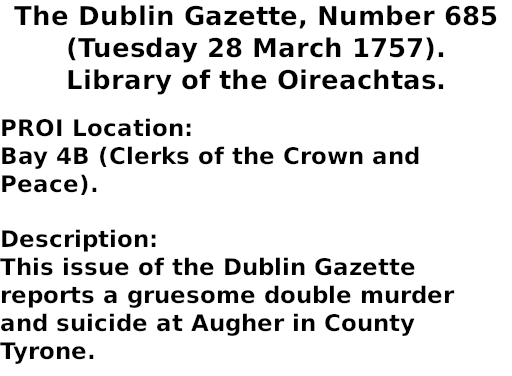 The Dublin Gazette, Number 685
(Tuesday 28 March 1757).
Library of the Oireachtas.
PROI Location:
Bay 4B (Clerks of the Crown and
Peace).
Description:
This issue of the Dublin Gazette
reports a gruesome double murder
and suicide at Augher in County
Tyrone.